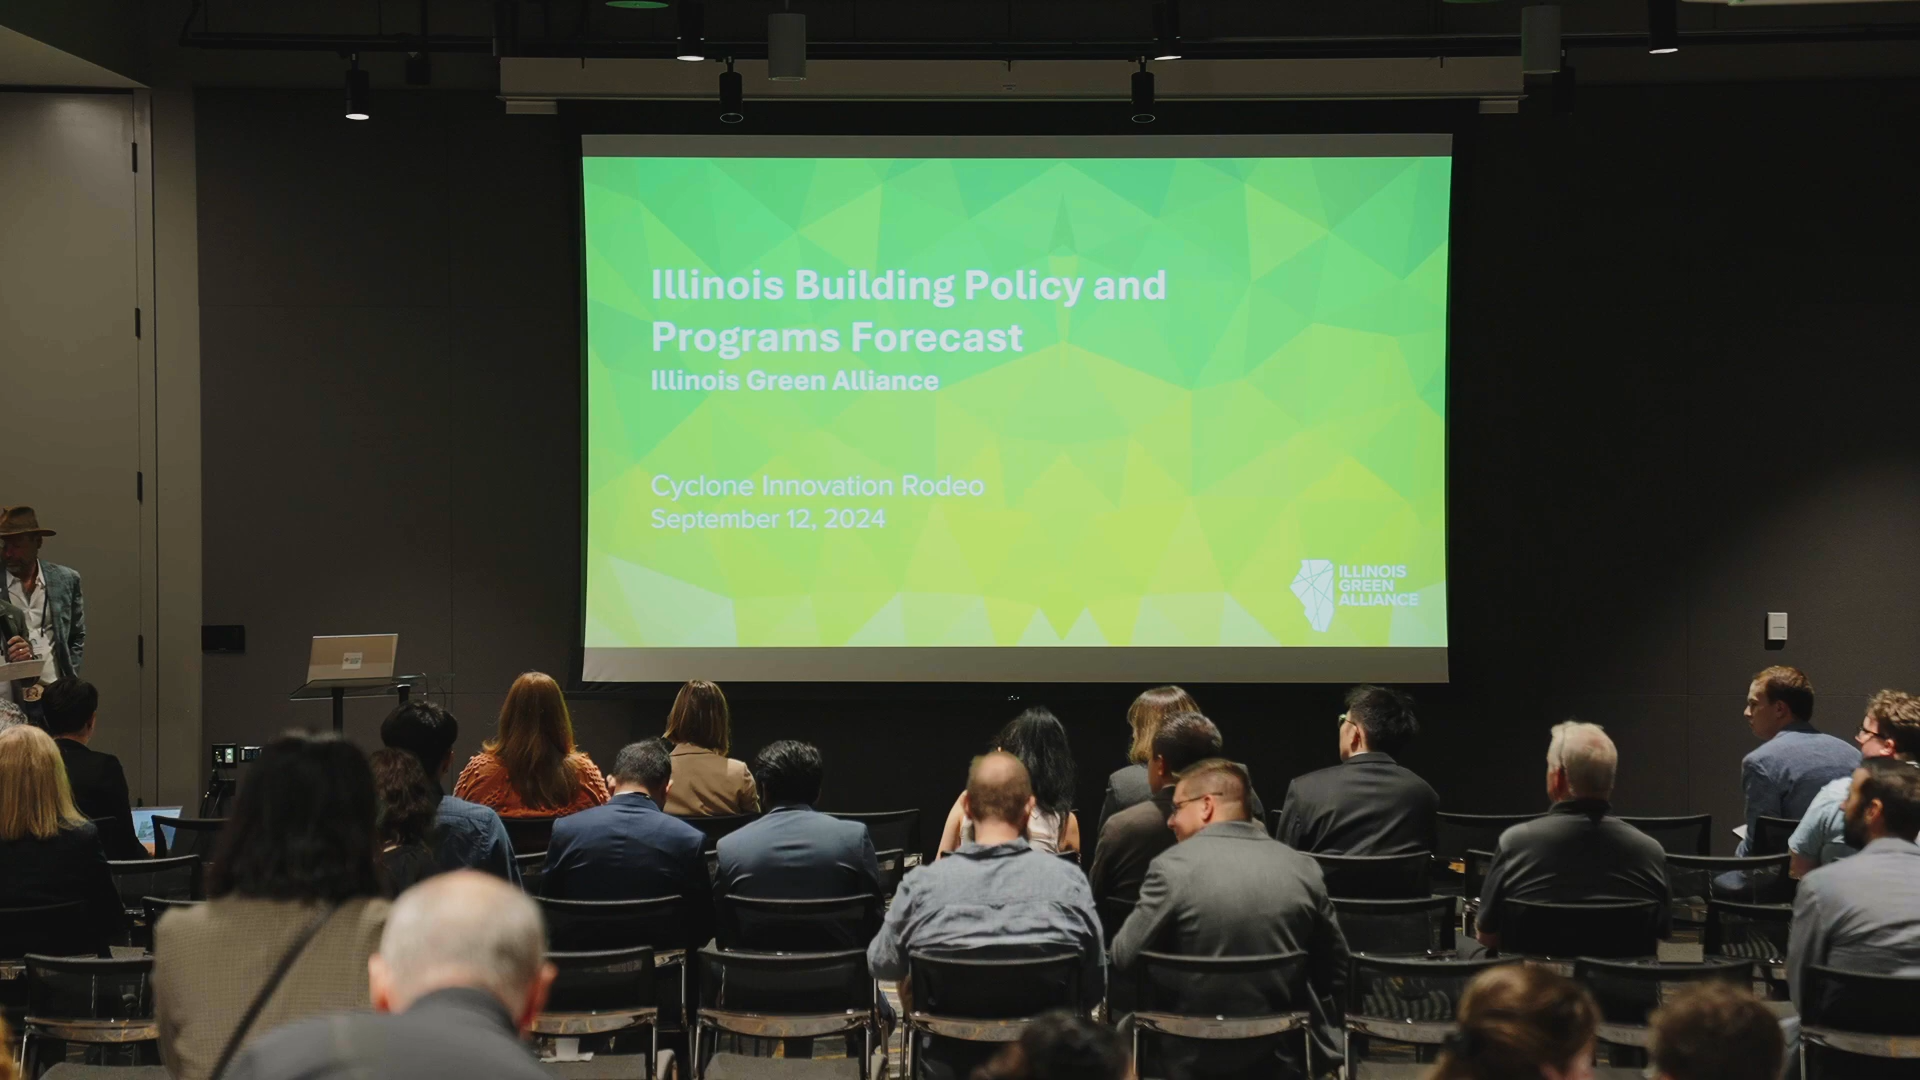 Illinois Building Policy and
Programs Forecast
Illinois Green Alliance
Cyclone Innovation Rodeo
September 12, 2024
ILLINOIS
GREEN
ALLIANCE